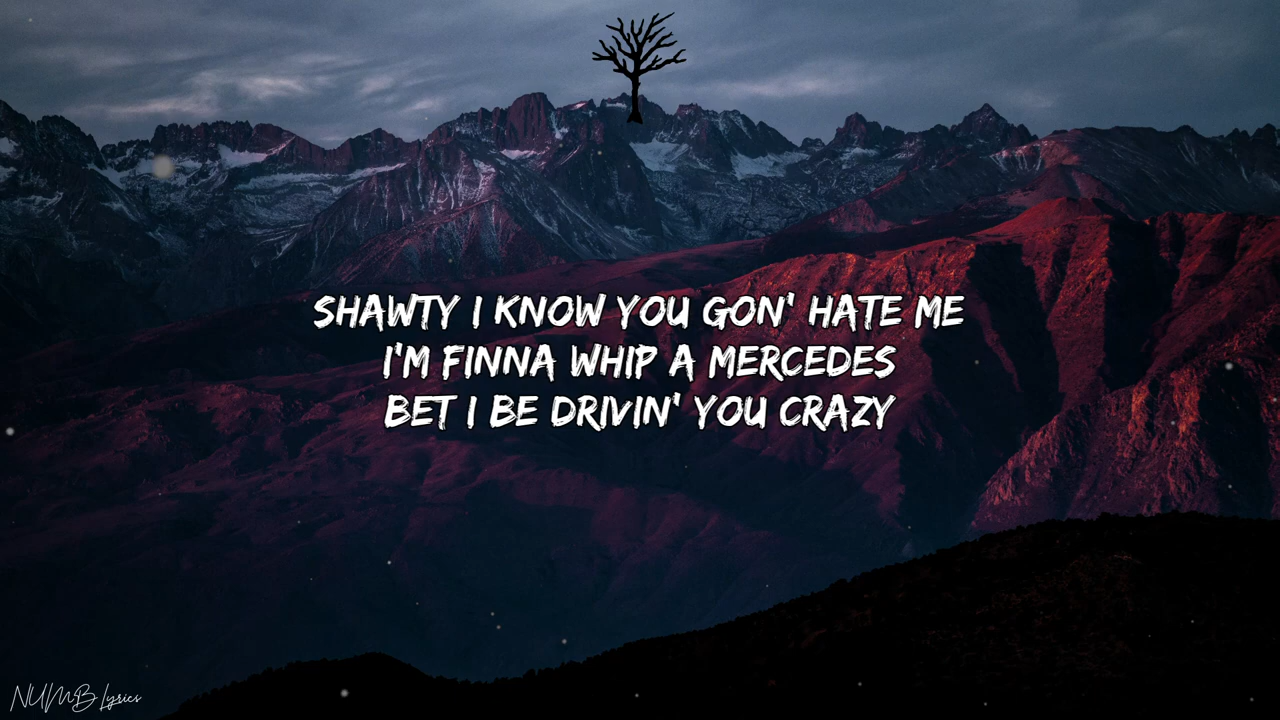 SHAWTY I KNOW YOU GON' HATE ME
I'M FINNA WHIP A MERCEDES
BET I BE DRIVIN' YOU CRAZY
NUMB Lyrics